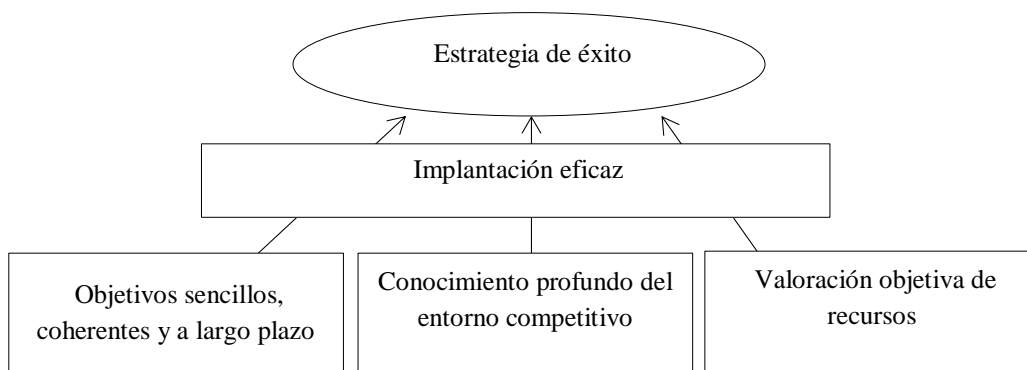 Estrategia de éxito
Implantación eficaz
Objetivos sencillos,
coherentes y a largo plazo
Conocimiento profundo del
entorno competitivo
Valoración objetiva de
recursos